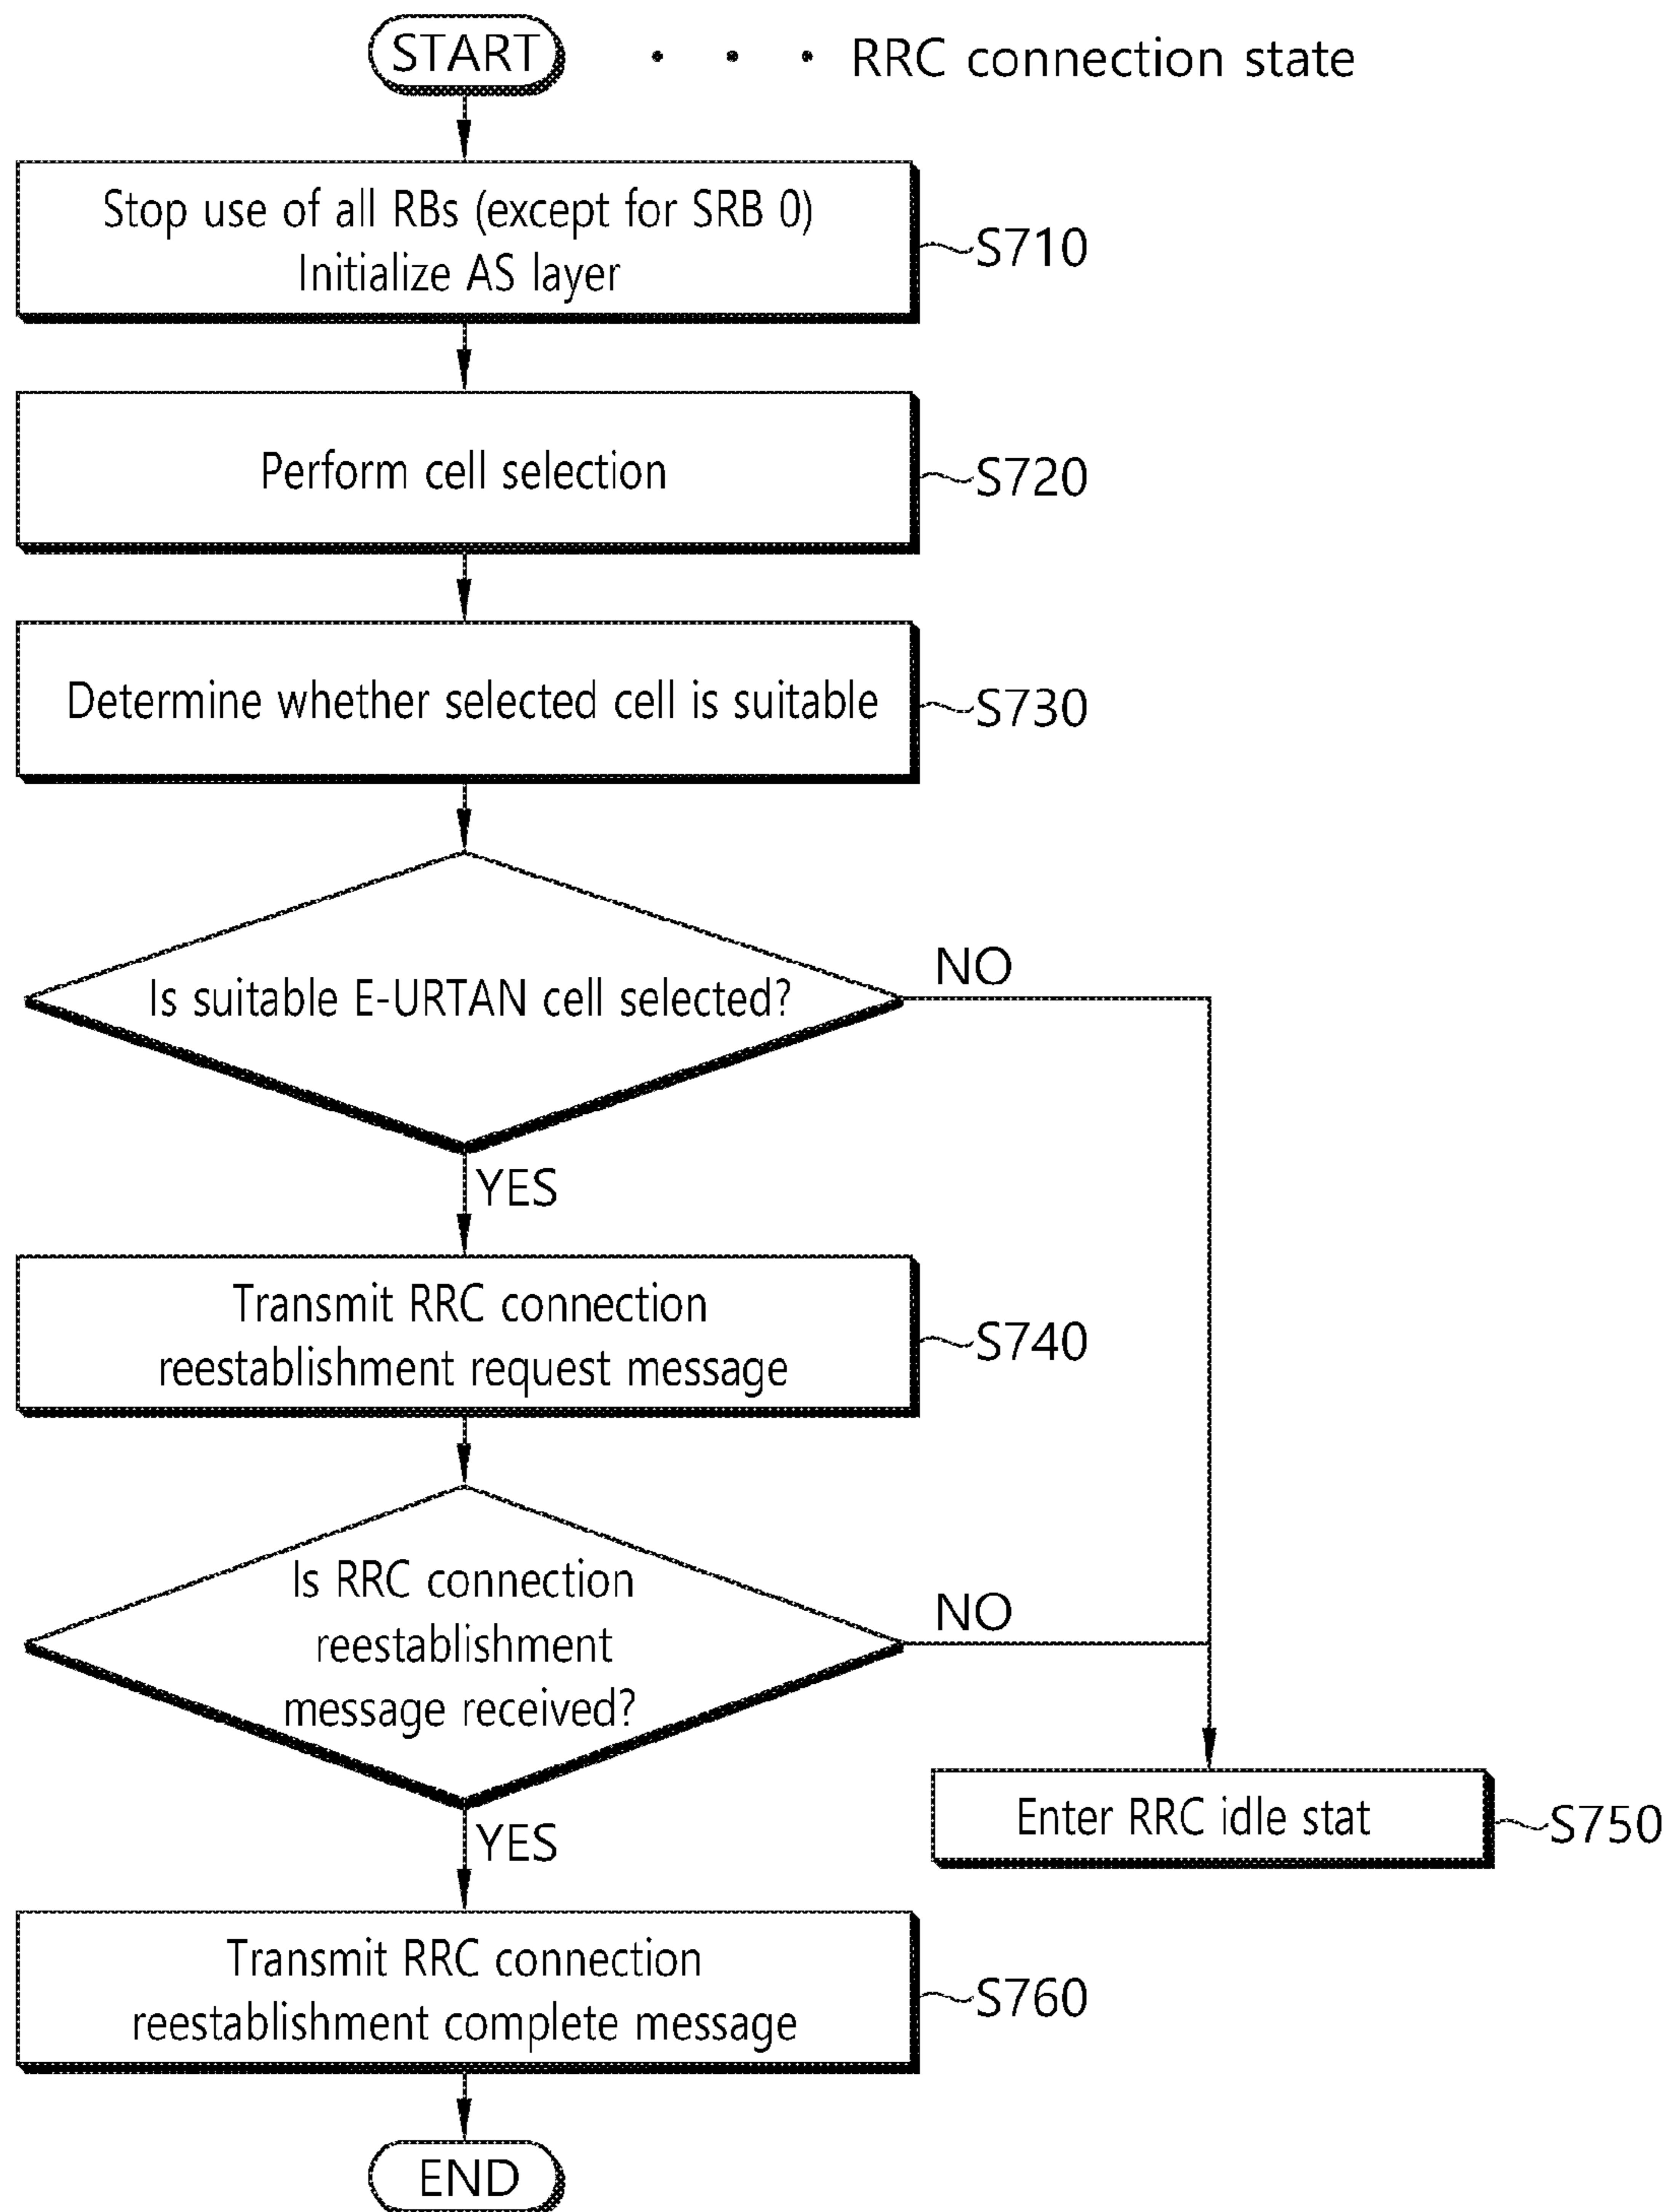 START · · · RRC connection state
Stop use of all RBs (except for SRB 0)
Initialize AS layer
S710
Perform cell selection
S720
Determine whether selected cell is suitable
S730
Is suitable E-URTAN cell selected?
NO
YES
Transmit RRC connection
reestablishment request message
S740
Is RRC connection
reestablishment
message received?
NO
YES
Enter RRC idle stat
S750
Transmit RRC connection
reestablishment complete message
S760
END